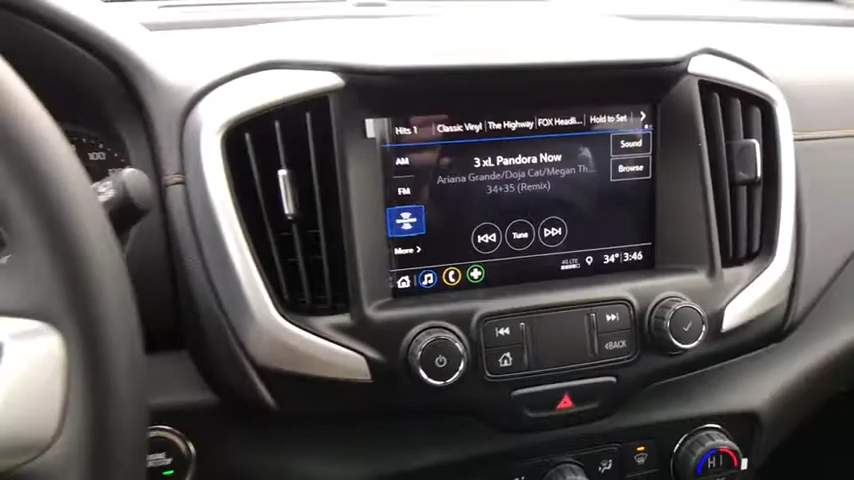 Hits 1 Classic Vinyl The Highway FOX Headli... Hold to Set
AM
3 xL Pandora Now
Sound
Ariana Grande/Doja Cat/Megan Th...
Browse
FM
34+35 (Remix)
Tune
More
4G LTE 34° 3:46
BACK
100
HI